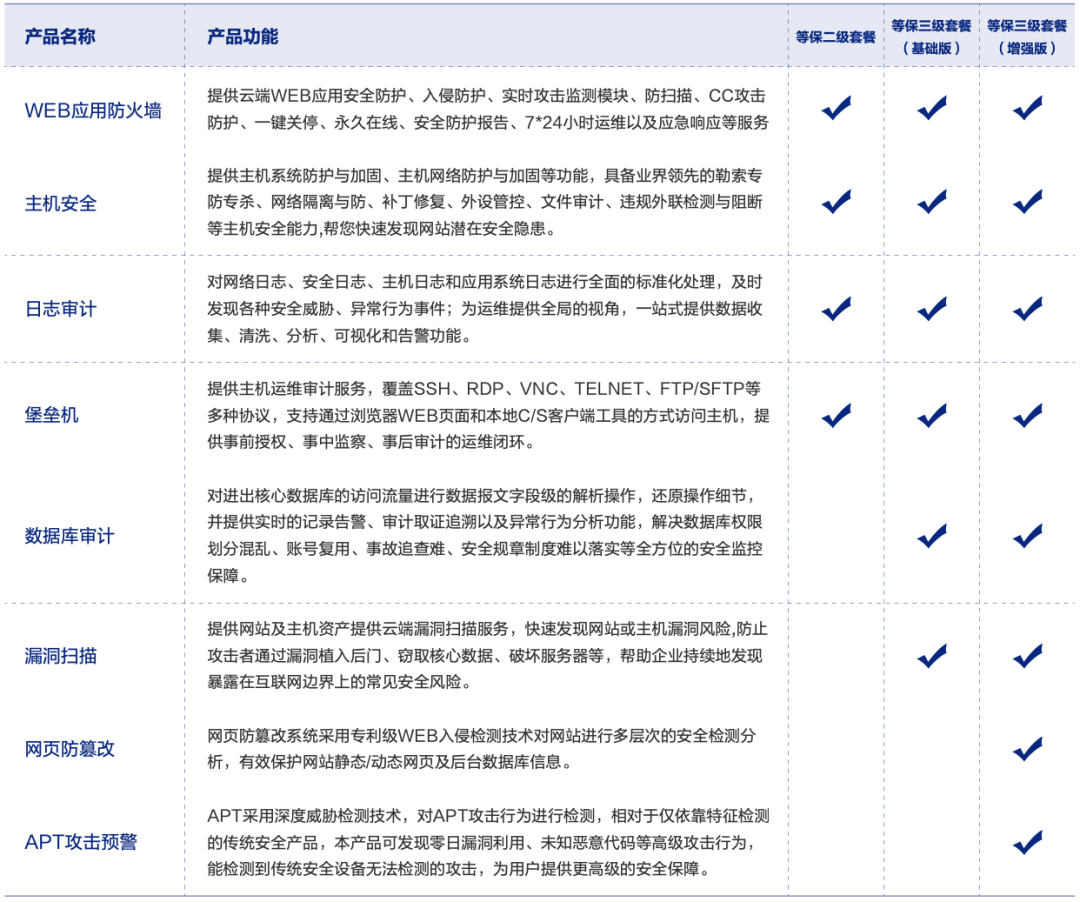 产品名称
产品功能
等保二级套餐
等保三级套餐
（基础版）
等保三级套餐
（增强版）
WEB应用防火墙
提供云端WEB应用安全防护、入侵防护、实时攻击监测模块、防扫描、CC攻击
防护、一键关停、永久在线、安全防护报告、7*24小时运维以及应急响应等服务
主机安全
提供主机系统防护与加固、主机网络防护与加固等功能，具备业界领先的勒索专
防专杀、网络隔离与防、补丁修复、外设管控、文件审计、违规外联检测与阻断
等主机安全能力,帮您快速发现网站潜在安全隐患。
日志审计
对网络日志、安全日志、主机日志和应用系统日志进行全面的标准化处理，及时
发现各种安全威胁、异常行为事件；为运维提供全局的视角，一站式提供数据收
集、清洗、分析、可视化和告警功能。
堡垒机
提供主机运维审计服务，覆盖SSH、RDP、VNC、TELNET、FTP/SFTP等
多种协议，支持通过浏览器WEB页面和本地C/S客户端工具的方式访问主机，提
供事前授权、事中监察、事后审计的运维闭环。
数据库审计
对进出核心数据库的访问流量进行数据报文字段级的解析操作，还原操作细节，
并提供实时的记录告警、审计取证追溯以及异常行为分析功能，解决数据库权限
划分混乱、账号复用、事故追查难、安全规章制度难以落实等全方位的安全监控
保障。
漏洞扫描
提供网站及主机资产提供云端漏洞扫描服务，快速发现网站或主机漏洞风险,防止
攻击者通过漏洞植入后门、窃取核心数据、破坏服务器等，帮助企业持续地发现
暴露在互联网边界上的常见安全风险。
网页防篡改
网页防篡改系统采用专利级WEB入侵检测技术对网站进行多层次的安全检测分
析，有效保护网站静态/动态网页及后台数据库信息。
APT攻击预警
APT采用深度威胁检测技术，对APT攻击行为进行检测，相对于仅依靠特征检测
的传统安全产品，本产品可发现零日漏洞利用、未知恶意代码等高级攻击行为，
能检测到传统安全设备无法检测的攻击，为用户提供更高级的安全保障。